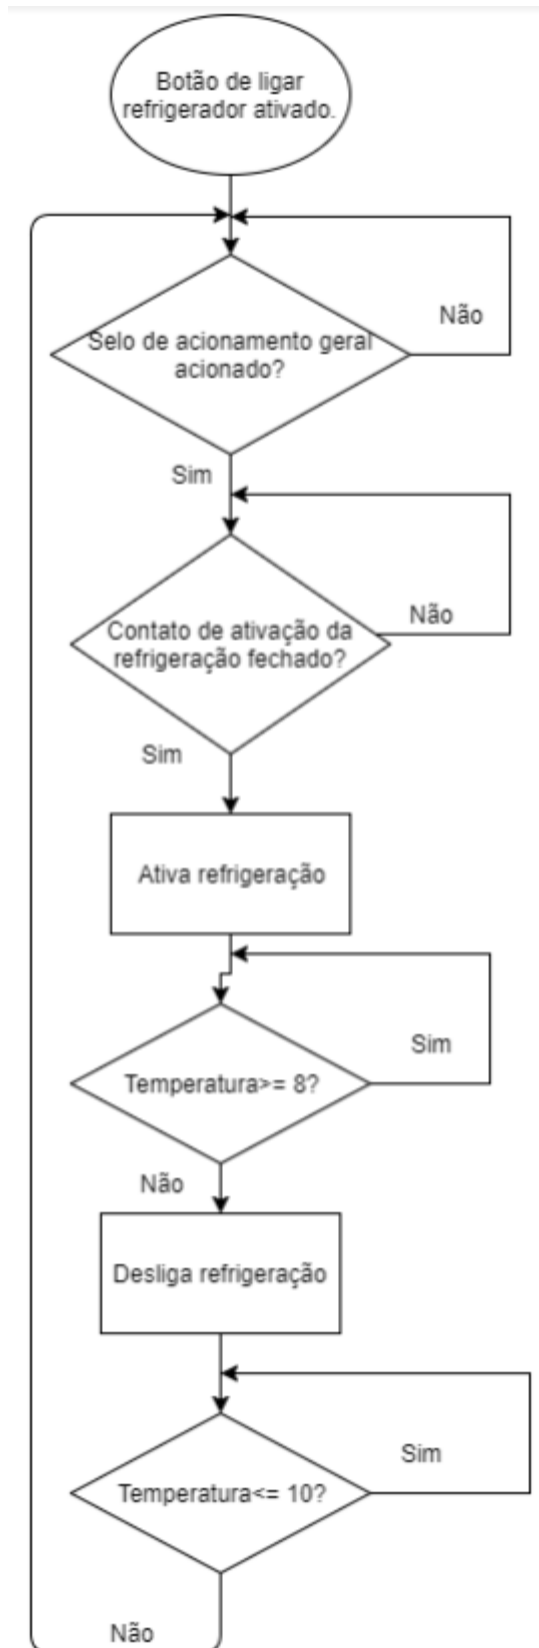 Botão de ligar
refrigerador ativado.
Não
Selo de acionamento geral
acionado?
Sim
Não
Contato de ativação da
refrigeração fechado?
Sim
Ativa refrigeração
Sim
Temperatura>= 8?
Não
Desliga refrigeração
Sim
Temperatura<= 10?
Não